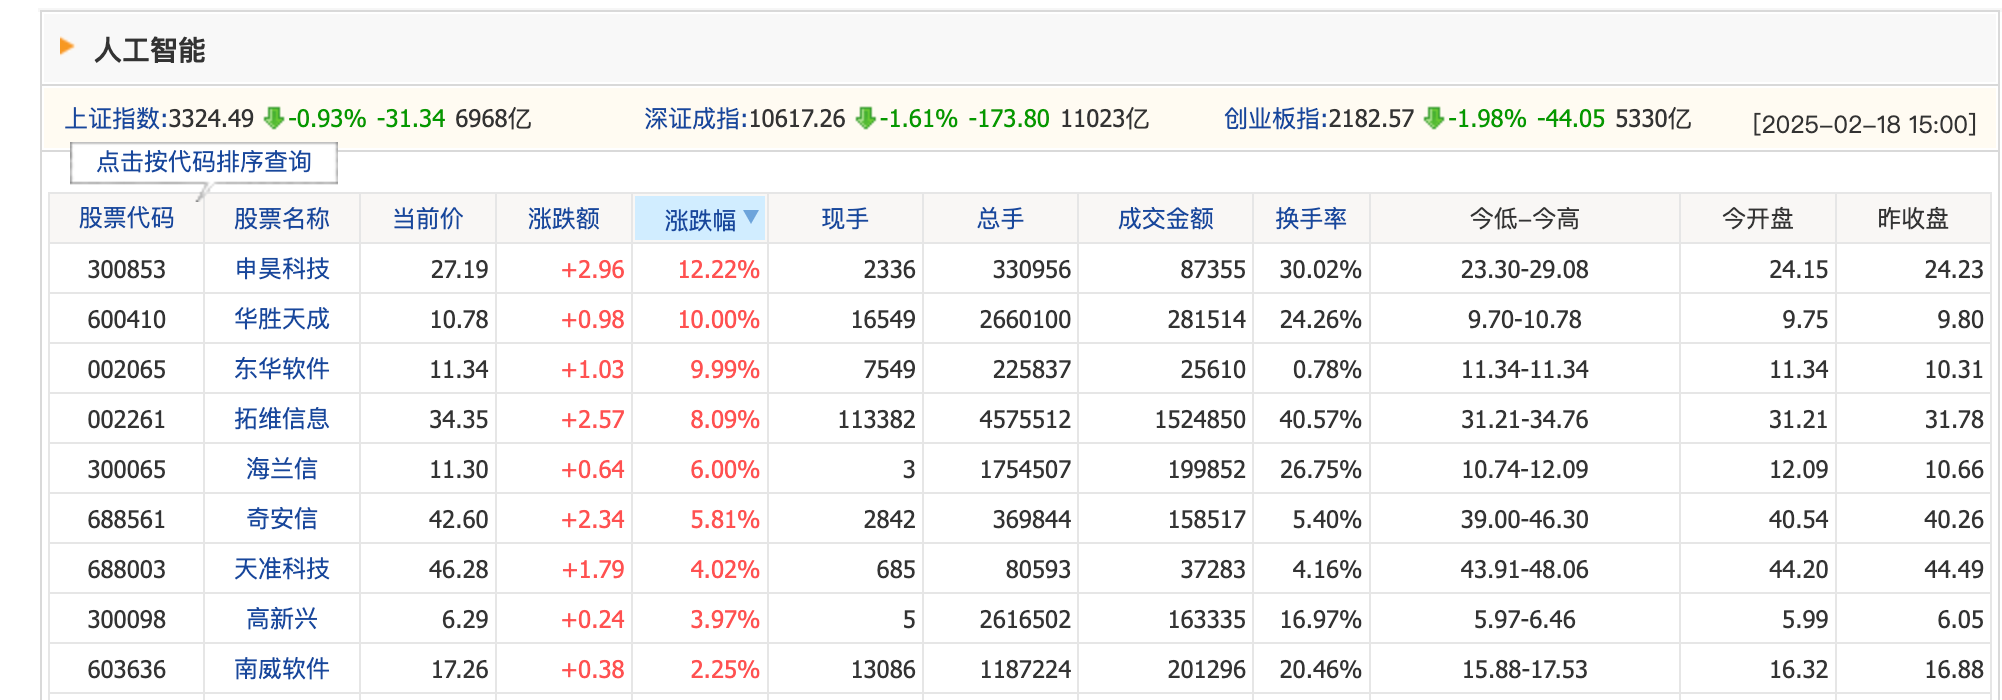 人工智能
上证指数:3324.49 -0.93% -31.34 6968亿 深证成指:10617.26 -1.61% -173.80 11023亿 创业板指:2182.57 -1.98% -44.05 5330亿 [2025-02-18 15:00]
点击按代码排序查询
股票代码 股票名称 当前价 涨跌额 涨跌幅 现手 总手 成交金额 换手率 今低-今高 今开盘 昨收盘
300853 申昊科技 27.19 +2.96 12.22% 2336 330956 87355 30.02% 23.30-29.08 24.15 24.23
600410 华胜天成 10.78 +0.98 10.00% 16549 2660100 281514 24.26% 9.70-10.78 9.75 9.80
002065 东华软件 11.34 +1.03 9.99% 7549 225837 25610 0.78% 11.34-11.34 11.34 10.31
002261 拓维信息 34.35 +2.57 8.09% 113382 4575512 1524850 40.57% 31.21-34.76 31.21 31.78
300065 海兰信 11.30 +0.64 6.00% 3 1754507 199852 26.75% 10.74-12.09 12.09 10.66
688561 奇安信 42.60 +2.34 5.81% 2842 369844 158517 5.40% 39.00-46.30 40.54 40.26
688003 天准科技 46.28 +1.79 4.02% 685 80593 37283 4.16% 43.91-48.06 44.20 44.49
300098 高新兴 6.29 +0.24 3.97% 5 2616502 163335 16.97% 5.97-6.46 5.99 6.05
603636 南威软件 17.26 +0.38 2.25% 13086 1187224 201296 20.46% 15.88-17.53 16.32 16.88